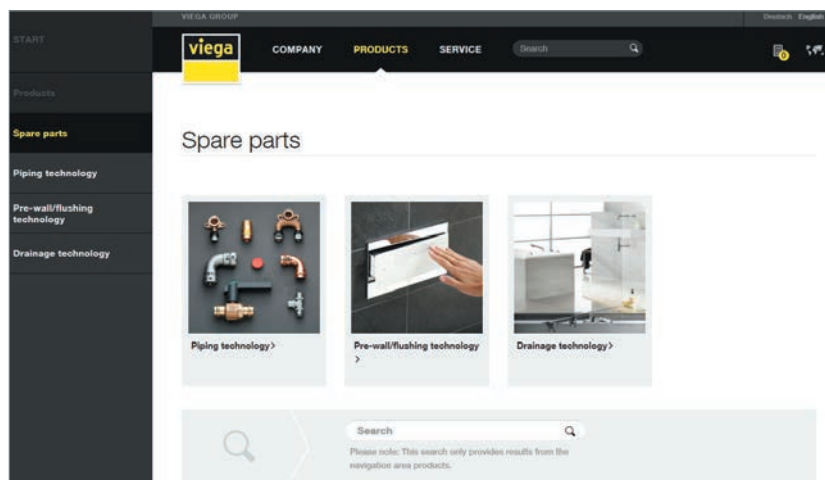 VIEGA GROUP
Deutsch English
START
viega
COMPANY PRODUCTS SERVICE Search
0
Products
Spare parts
Spare parts
Piping technology
Pre-wall/flushing
technology
Drainage technology
Piping technology>
Pre-wall/flushing technology
>
Drainage technology>
Search
Please note: This search only provides results from the
navigation area products.